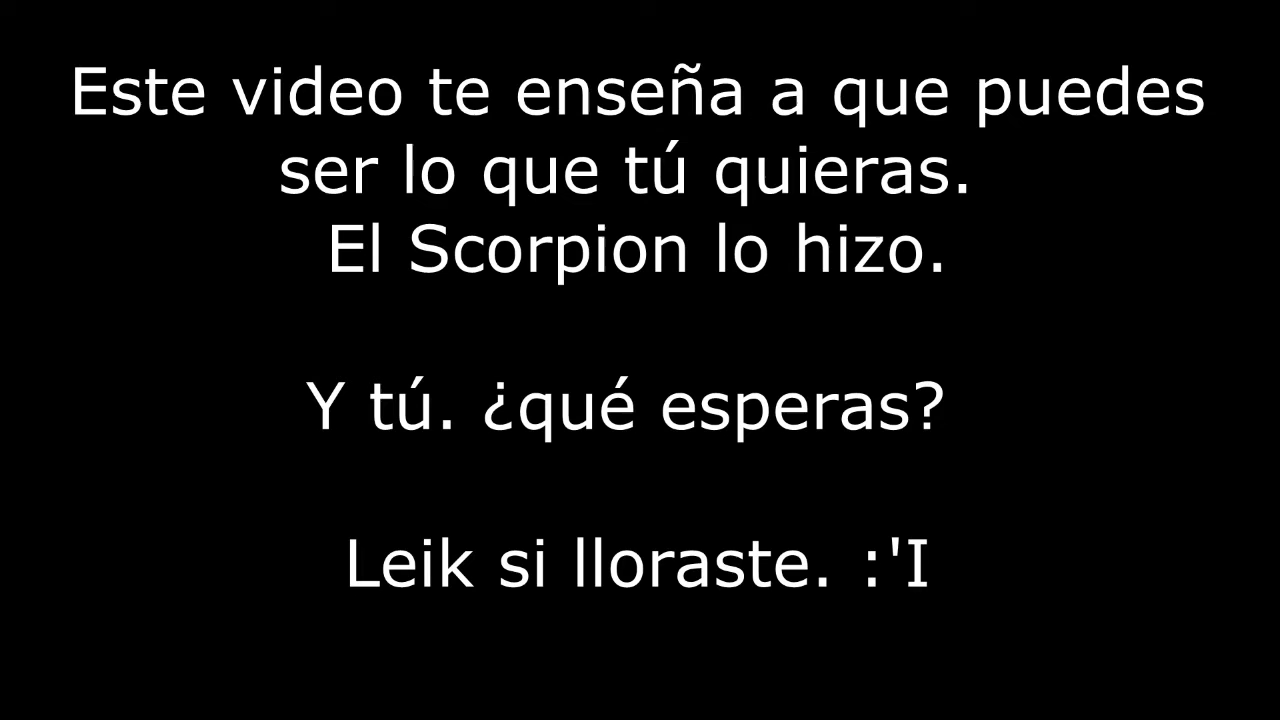 Este video te enseña a que puedes
ser lo que tú quieras.
El Scorpion lo hizo.
Y tú. ¿qué esperas?
Leik si lloraste. :'I